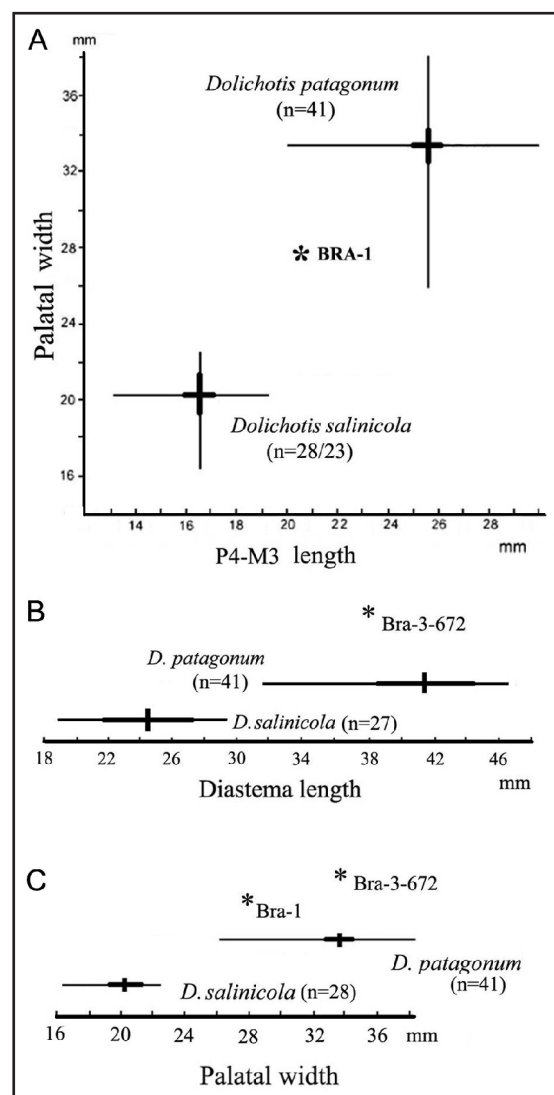 A
mm
Dolichotis patagonum
(n=41)
36
32
28
24
20
16
* BRA-1
Dolichotis salinicola
(n=28/23)
Palatal width
14 16 18 20 22 24 26 28
P4-M3 length
mm
B
* Bra-3-672
D. patagonum
(n=41)
D. salinicola (n=27)
18 22 26 30 34 38 42 46
Diastema length
mm
C
* Bra-3-672
* Bra-1
D. patagonum
(n=41)
D. salinicola (n=28)
16 20 24 28 32 36 mm
Palatal width